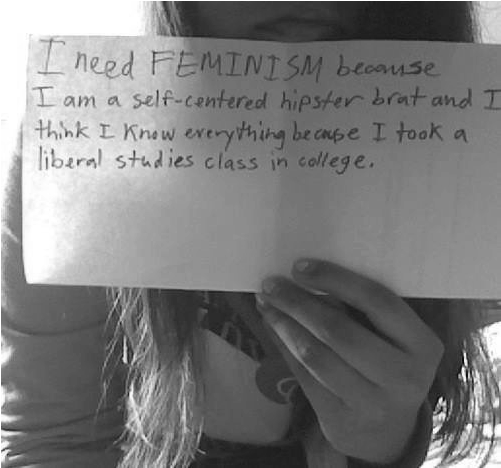 I need FEMINISM because
I am a self-centered hipster brat and I
think I know everything because I took a
liberal studies class in college.